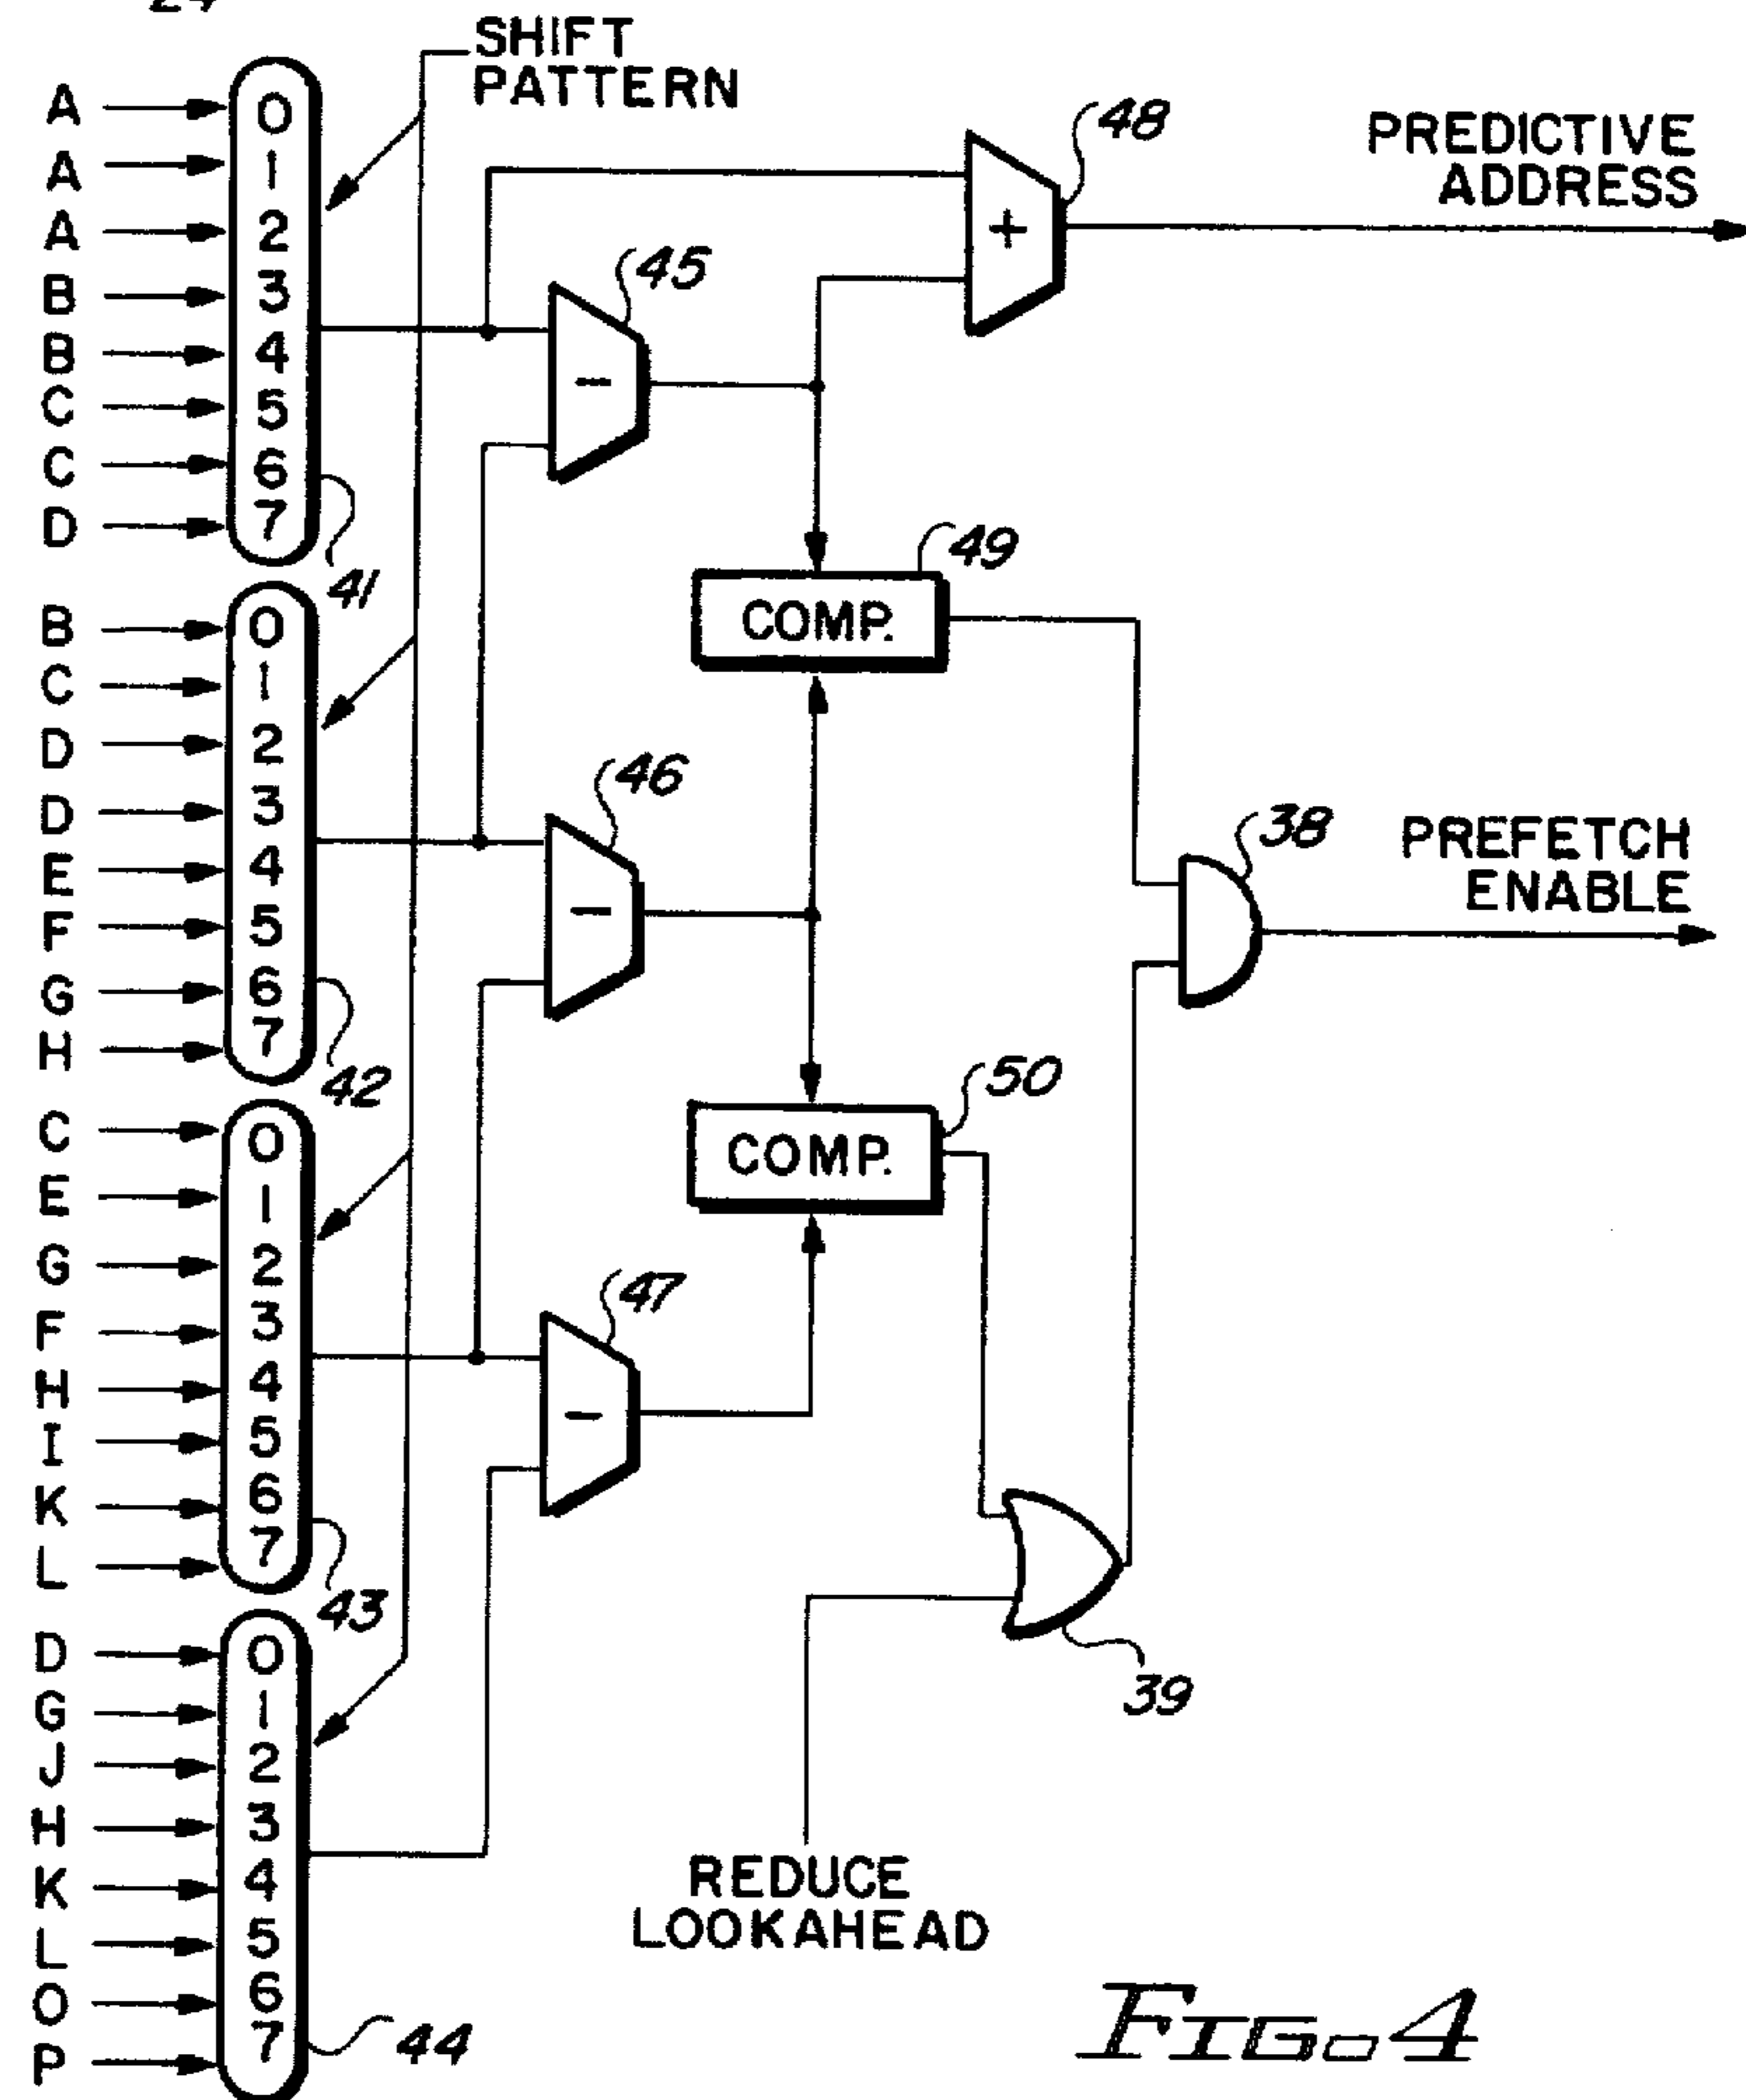 24
SHIFT
PATTERN
A 0
A 1
A 2
B 3
B 4
C 5
C 6
D 7
41
48
PREDICTIVE
ADDRESS
+
45
−
49
COMP.
B 0
C 1
D 2
D 3
E 4
F 5
G 6
H 7
42
46
−
38
PREFETCH
ENABLE
50
COMP.
C 0
E 1
G 2
F 3
H 4
I 5
K 6
L 7
43
47
−
39
D 0
G 1
J 2
H 3
K 4
L 5
O 6
P 7
44
REDUCE
LOOKAHEAD
FIG. 4